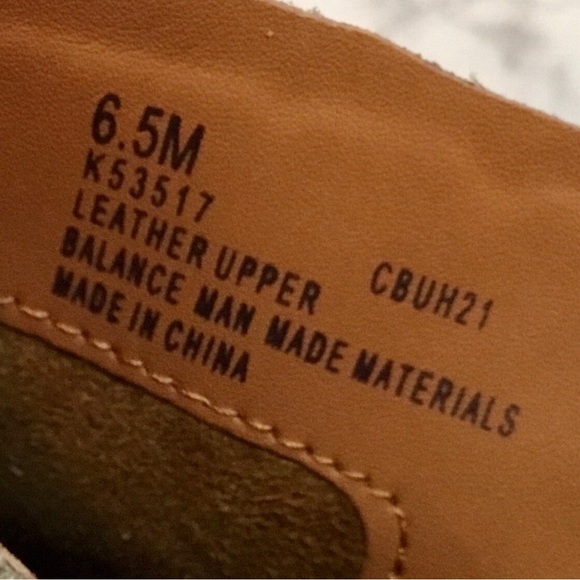 6.5M
K53517
LEATHER UPPER CBUH21
BALANCE MAN MADE MATERIALS
MADE IN CHINA